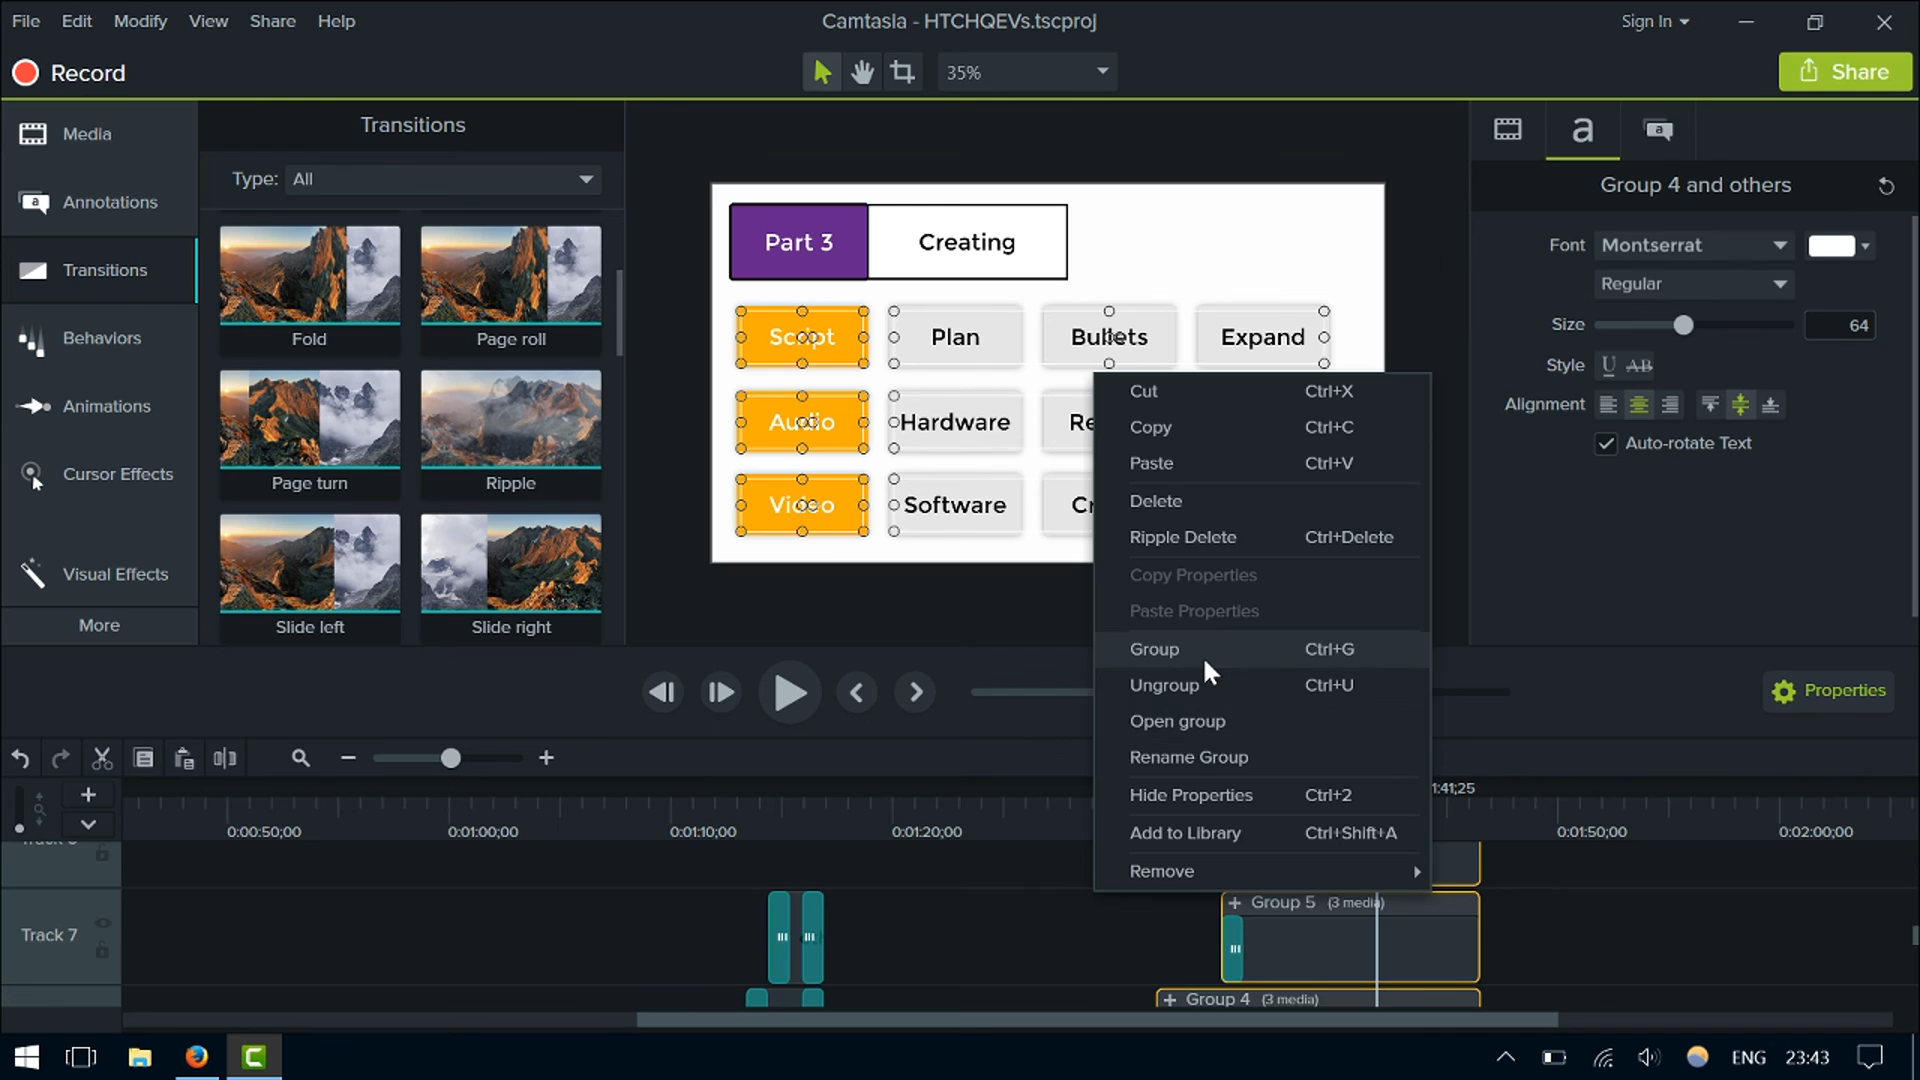 File Edit Modify View Share Help
Camtasia - HTCHQEVs.tscproj
Sign In
Record
35%
Share
Media
Annotations
Transitions
Behaviors
Animations
Cursor Effects
Visual Effects
More
Transitions
Type: All
Fold
Page roll
Page turn
Ripple
Slide left
Slide right
Part 3 Creating
Script Plan Bullets Expand
Audio Hardware Re
Video Software Cr
Cut Ctrl+X
Copy Ctrl+C
Paste Ctrl+V
Delete
Ripple Delete Ctrl+Delete
Copy Properties
Paste Properties
Group Ctrl+G
Ungroup Ctrl+U
Open group
Rename Group
Hide Properties Ctrl+2
Add to Library Ctrl+Shift+A
Remove
a
a
Group 4 and others
Font Montserrat
Regular
Size 64
Style U AB
Alignment
Auto-rotate Text
Properties
1:41;25
0:00:50;00 0:01:00;00 0:01:10;00 0:01:20;00 0:01:50;00 0:02:00;00
Track 7
+ Group 5 (3 media)
+ Group 4 (3 media)
ENG 23:43